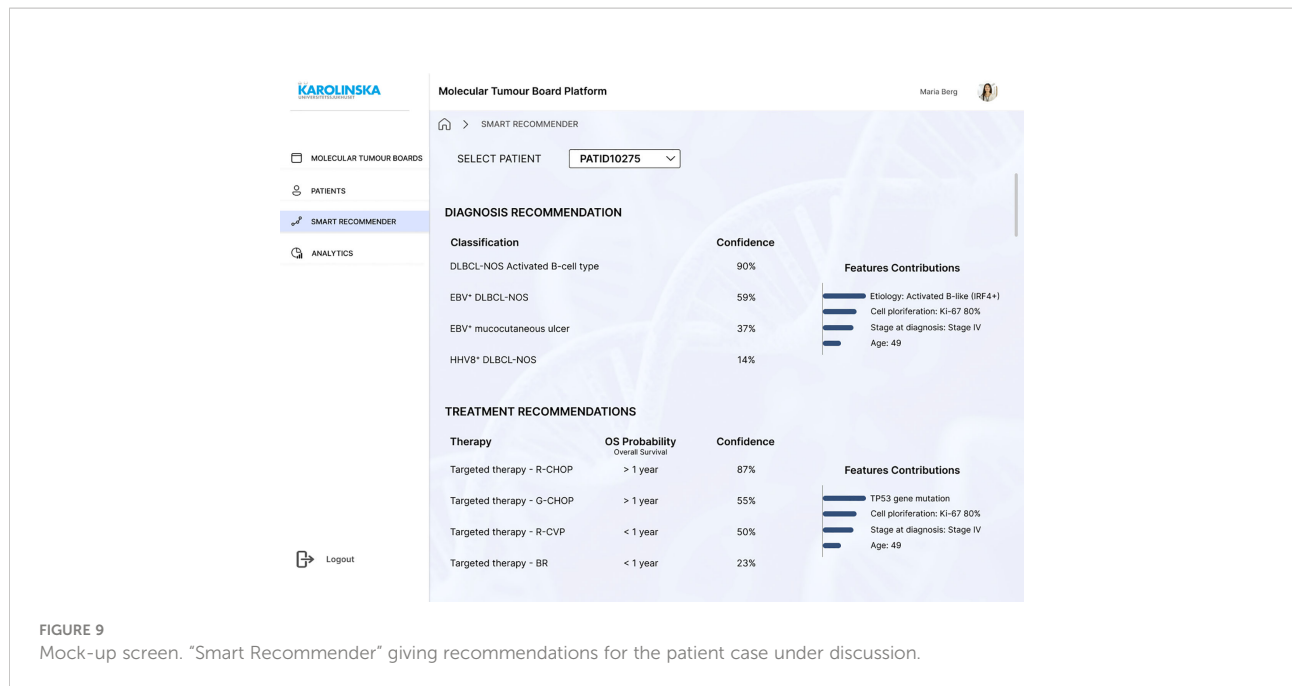 KAROLINSKA
UNIVERSITETSSJUKHUSET
Molecular Tumour Board Platform
Maria Berg
> SMART RECOMMENDER
MOLECULAR TUMOUR BOARDS
PATIENTS
SMART RECOMMENDER
ANALYTICS
Logout
SELECT PATIENT PATID10275
DIAGNOSIS RECOMMENDATION
Classification Confidence
DLBCL-NOS Activated B-cell type 90%
EBV⁺ DLBCL-NOS 59%
EBV⁺ mucocutaneous ulcer 37%
HHV8⁺ DLBCL-NOS 14%
Features Contributions
Etiology: Activated B-like (IRF4+)
Cell ploriferation: Ki-67 80%
Stage at diagnosis: Stage IV
Age: 49
TREATMENT RECOMMENDATIONS
Therapy OS Probability Confidence
Overall Survival
Targeted therapy - R-CHOP > 1 year 87%
Targeted therapy - G-CHOP > 1 year 55%
Targeted therapy - R-CVP < 1 year 50%
Targeted therapy - BR < 1 year 23%
Features Contributions
TP53 gene mutation
Cell ploriferation: Ki-67 80%
Stage at diagnosis: Stage IV
Age: 49
FIGURE 9
Mock-up screen. “Smart Recommender” giving recommendations for the patient case under discussion.